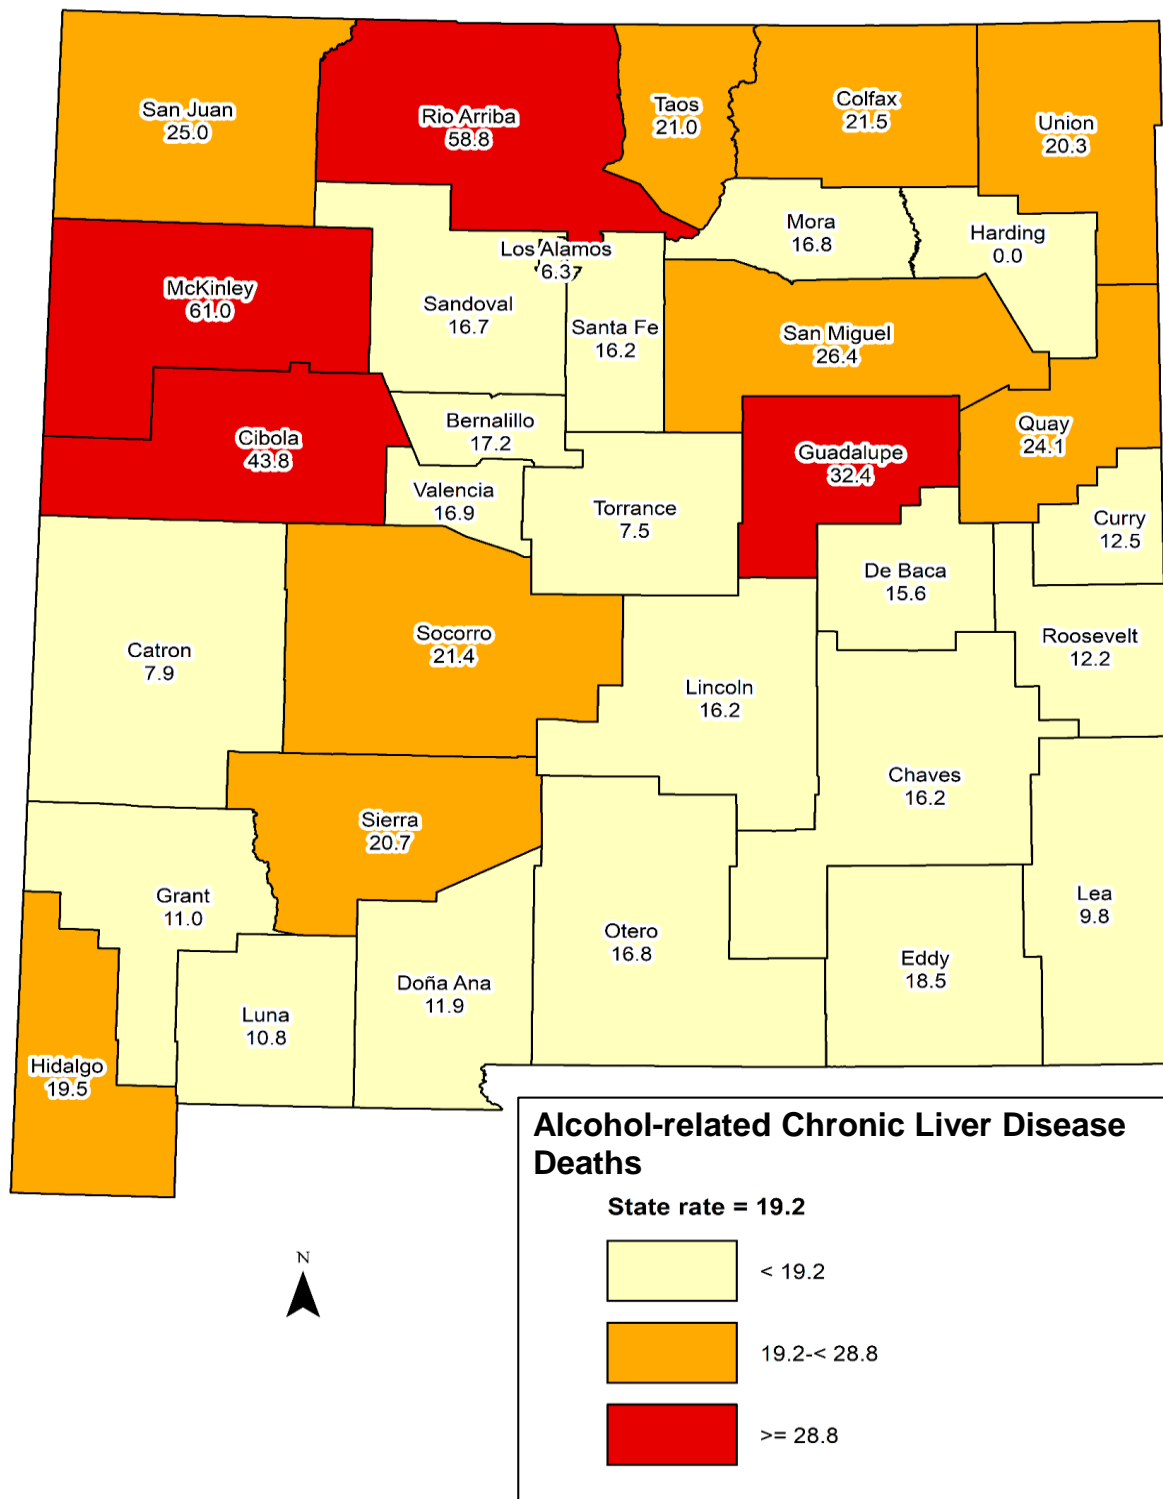 San Juan
25.0
Rio Arriba
58.8
Taos
21.0
Colfax
21.5
Union
20.3
Mora
16.8
Harding
0.0
Los Alamos
6.3
McKinley
61.0
Sandoval
16.7
Santa Fe
16.2
San Miguel
26.4
Bernalillo
17.2
Quay
24.1
Cibola
43.8
Guadalupe
32.4
Valencia
16.9
Torrance
7.5
Curry
12.5
De Baca
15.6
Roosevelt
12.2
Catron
7.9
Socorro
21.4
Lincoln
16.2
Chaves
16.2
Sierra
20.7
Grant
11.0
Lea
9.8
Otero
16.8
Eddy
18.5
Doña Ana
11.9
Luna
10.8
Hidalgo
19.5
Alcohol-related Chronic Liver Disease
Deaths
State rate = 19.2
< 19.2
19.2-< 28.8
>= 28.8
N